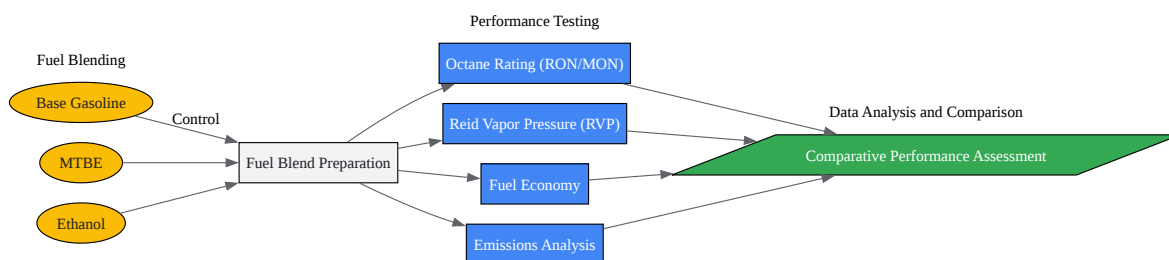 Performance Testing
Fuel Blending
Octane Rating (RON/MON)
Base Gasoline
Control
Reid Vapor Pressure (RVP)
Data Analysis and Comparison
MTBE
Fuel Blend Preparation
Comparative Performance Assessment
Fuel Economy
Ethanol
Emissions Analysis